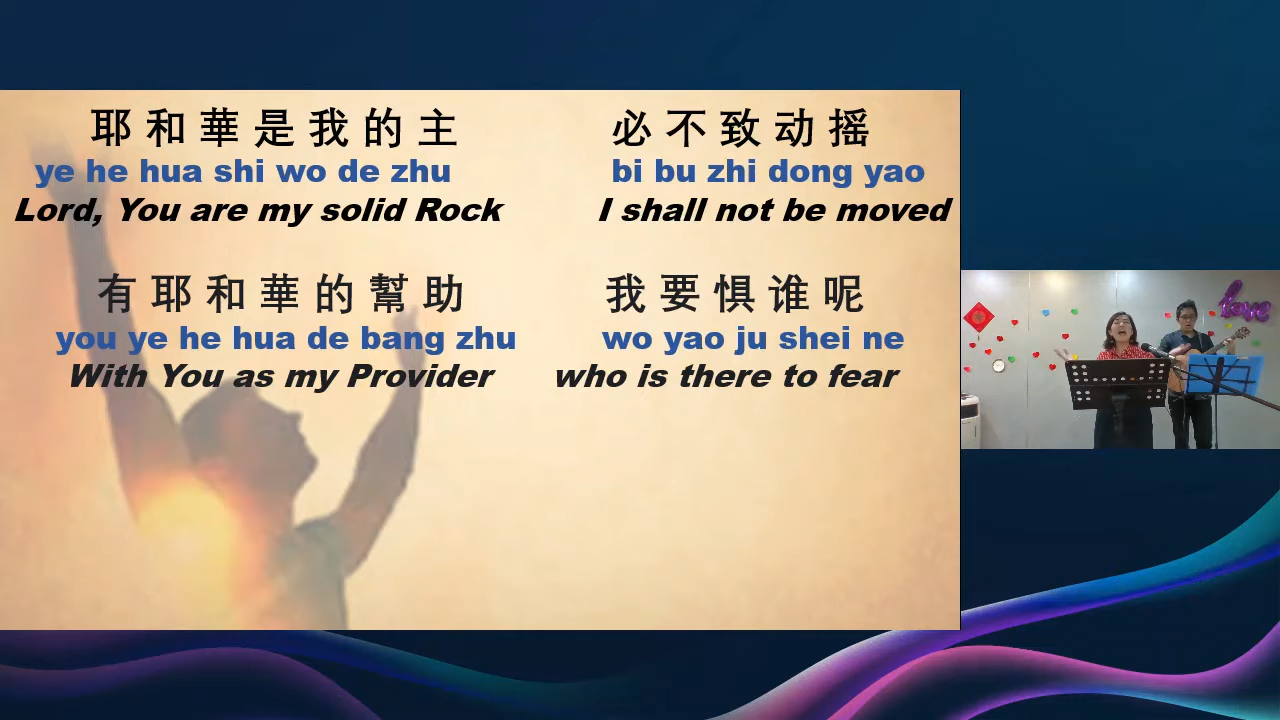 耶和華是我的主 必不致动摇
ye he hua shi wo de zhu bi bu zhi dong yao
Lord, You are my solid Rock I shall not be moved
有耶和華的幫助 我要惧谁呢
you ye he hua de bang zhu wo yao ju shei ne
With You as my Provider who is there to fear
love